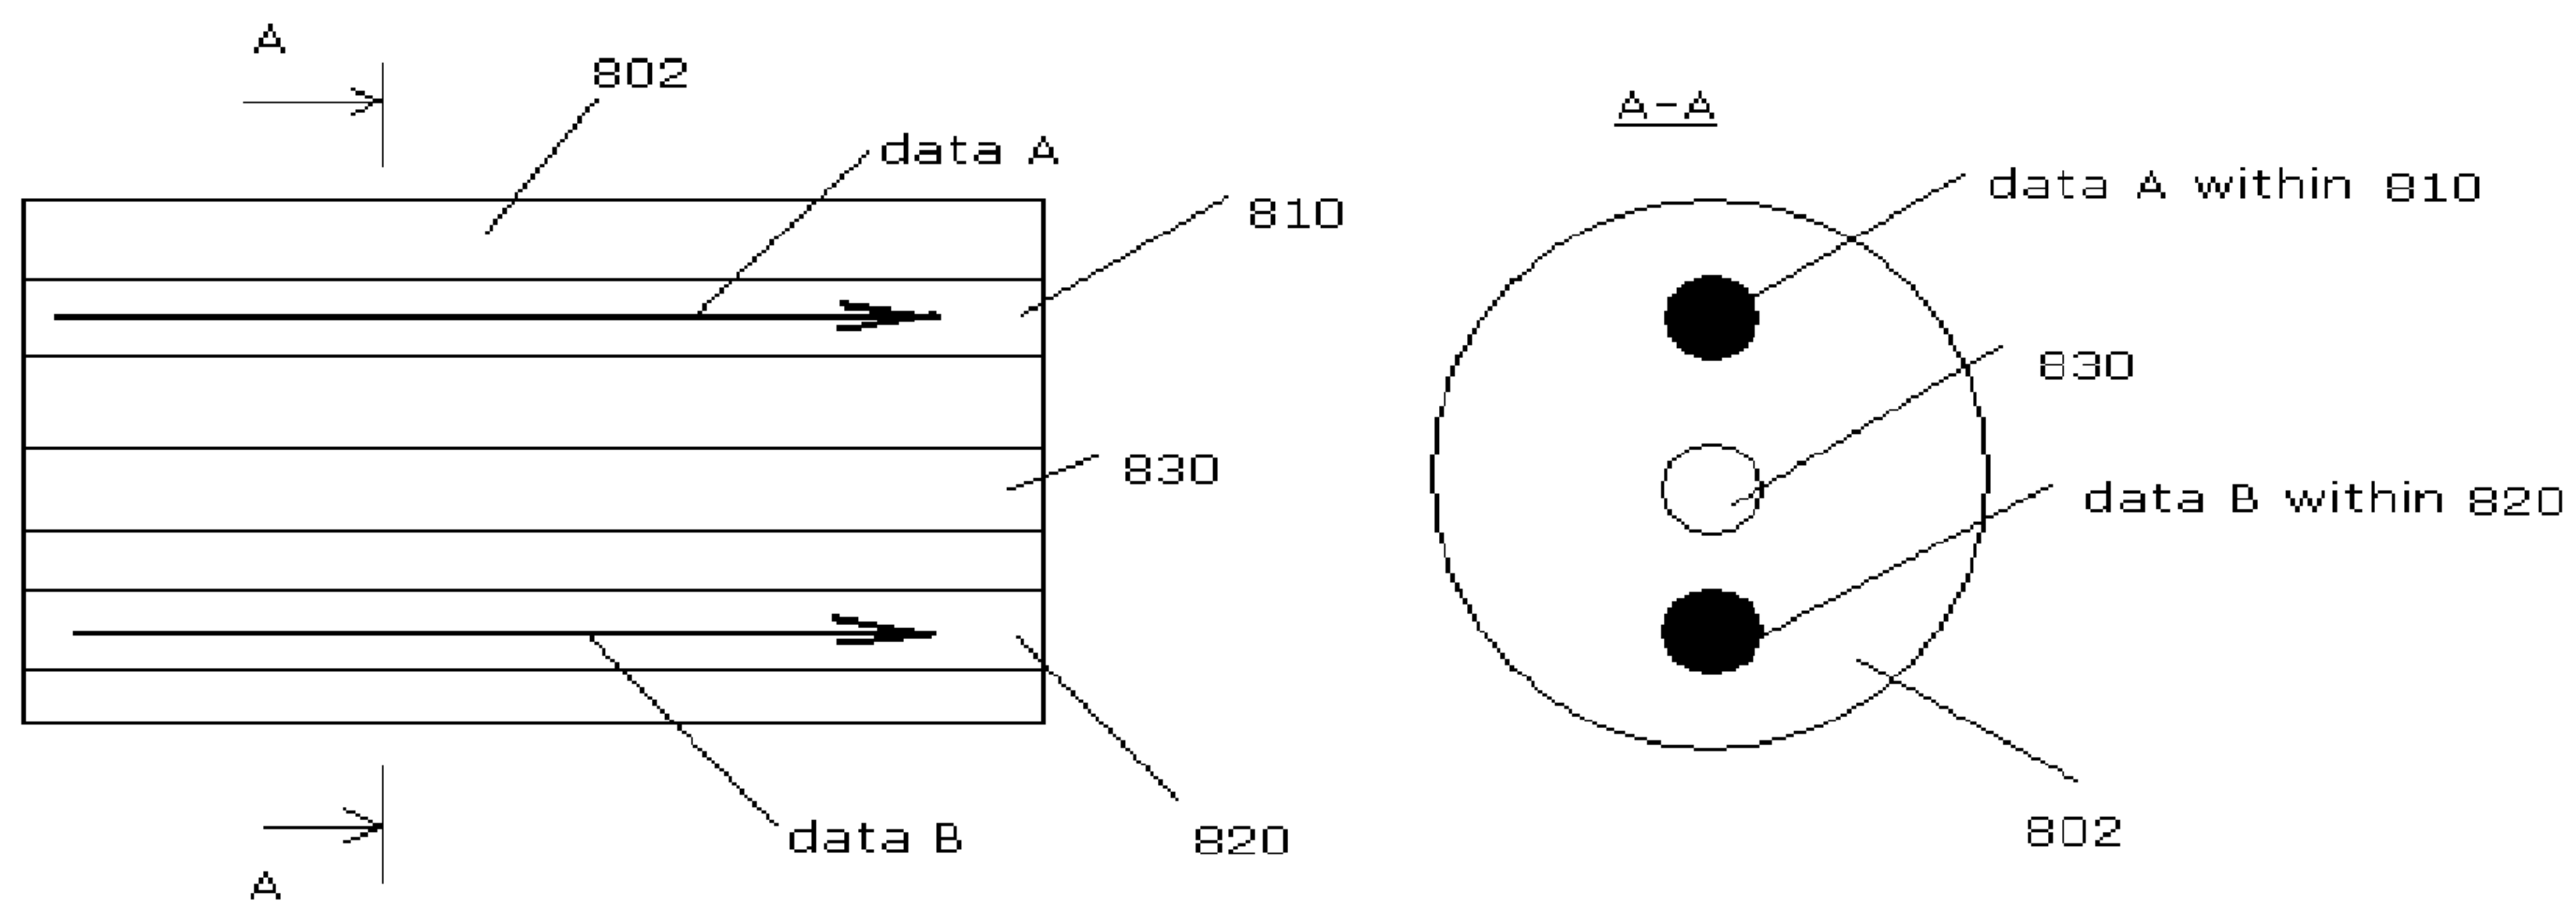 A
802
data A
810
830
820
data B
A
A-A
data A within 810
830
data B within 820
802